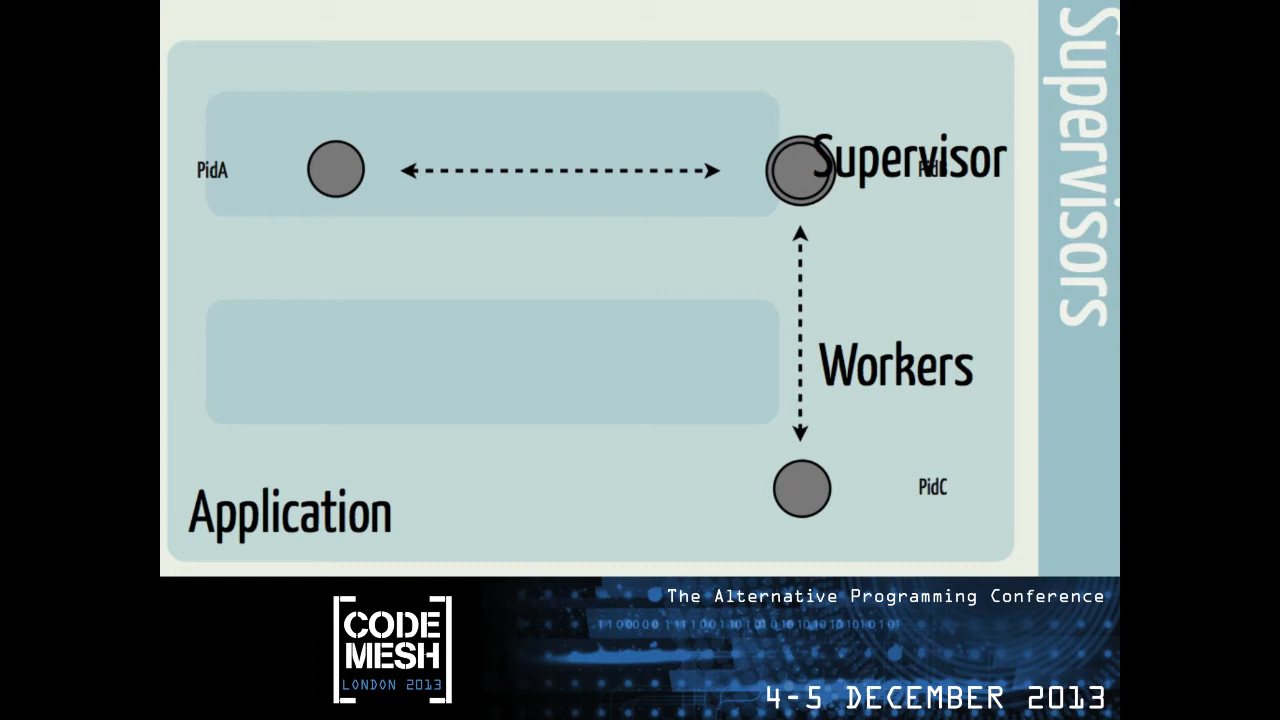 Supervisors
PidA
Supervisor
Workers
Application
PidC
The Alternative Programming Conference
CODE
MESH
LONDON 2013
4-5 DECEMBER 2013